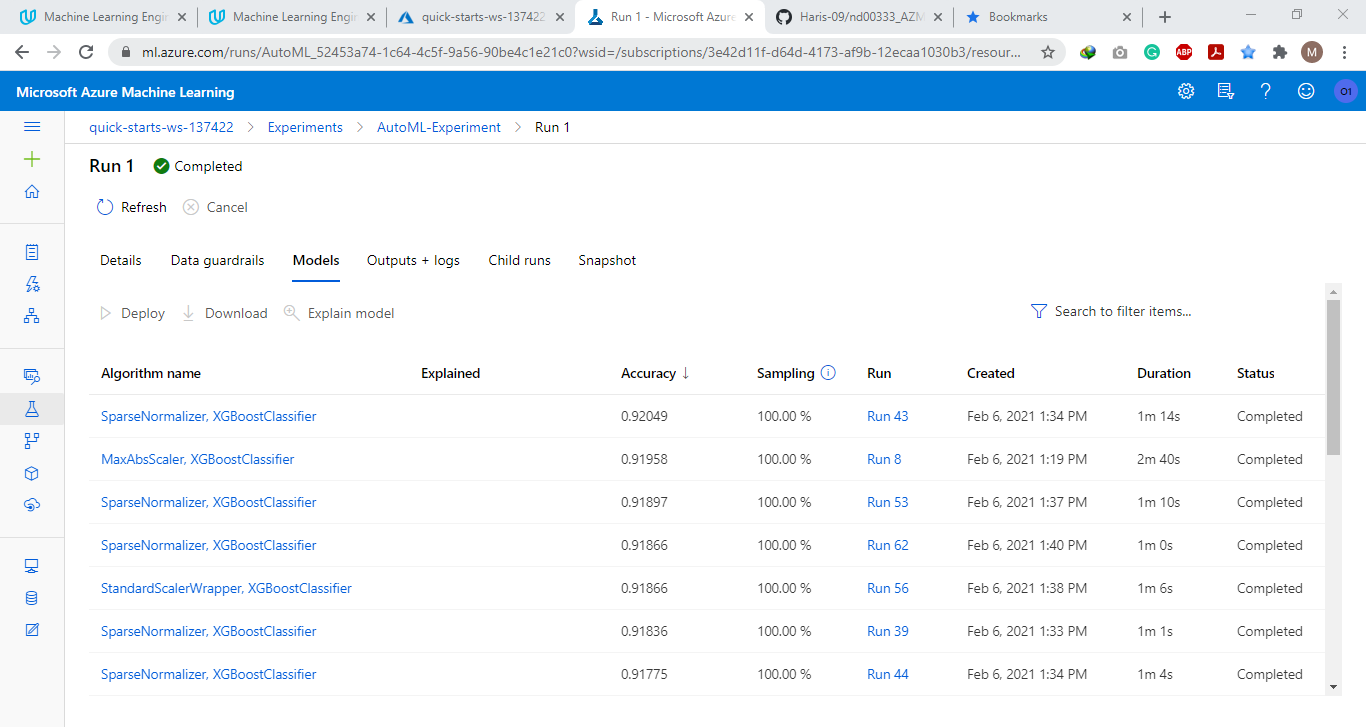 Machine Learning Engin
Machine Learning Engin
quick-starts-ws-137422
Run 1 - Microsoft Azure
Haris-09/nd00333_AZM
Bookmarks
ml.azure.com/runs/AutoML_52453a74-1c64-4c5f-9a56-90be4c1e21c0?wsid=/subscriptions/3e42d11f-d64d-4173-af9b-12ecaa1030b3/resour...
ABP
M
Microsoft Azure Machine Learning
O1
quick-starts-ws-137422 > Experiments > AutoML-Experiment > Run 1
Run 1 Completed
Refresh Cancel
Details Data guardrails Models Outputs + logs Child runs Snapshot
Deploy Download Explain model Search to filter items...
Algorithm name Explained Accuracy ↓ Sampling Run Created Duration Status
SparseNormalizer, XGBoostClassifier 0.92049 100.00 % Run 43 Feb 6, 2021 1:34 PM 1m 14s Completed
MaxAbsScaler, XGBoostClassifier 0.91958 100.00 % Run 8 Feb 6, 2021 1:19 PM 2m 40s Completed
SparseNormalizer, XGBoostClassifier 0.91897 100.00 % Run 53 Feb 6, 2021 1:37 PM 1m 10s Completed
SparseNormalizer, XGBoostClassifier 0.91866 100.00 % Run 62 Feb 6, 2021 1:40 PM 1m 0s Completed
StandardScalerWrapper, XGBoostClassifier 0.91866 100.00 % Run 56 Feb 6, 2021 1:38 PM 1m 6s Completed
SparseNormalizer, XGBoostClassifier 0.91836 100.00 % Run 39 Feb 6, 2021 1:33 PM 1m 1s Completed
SparseNormalizer, XGBoostClassifier 0.91775 100.00 % Run 44 Feb 6, 2021 1:34 PM 1m 4s Completed